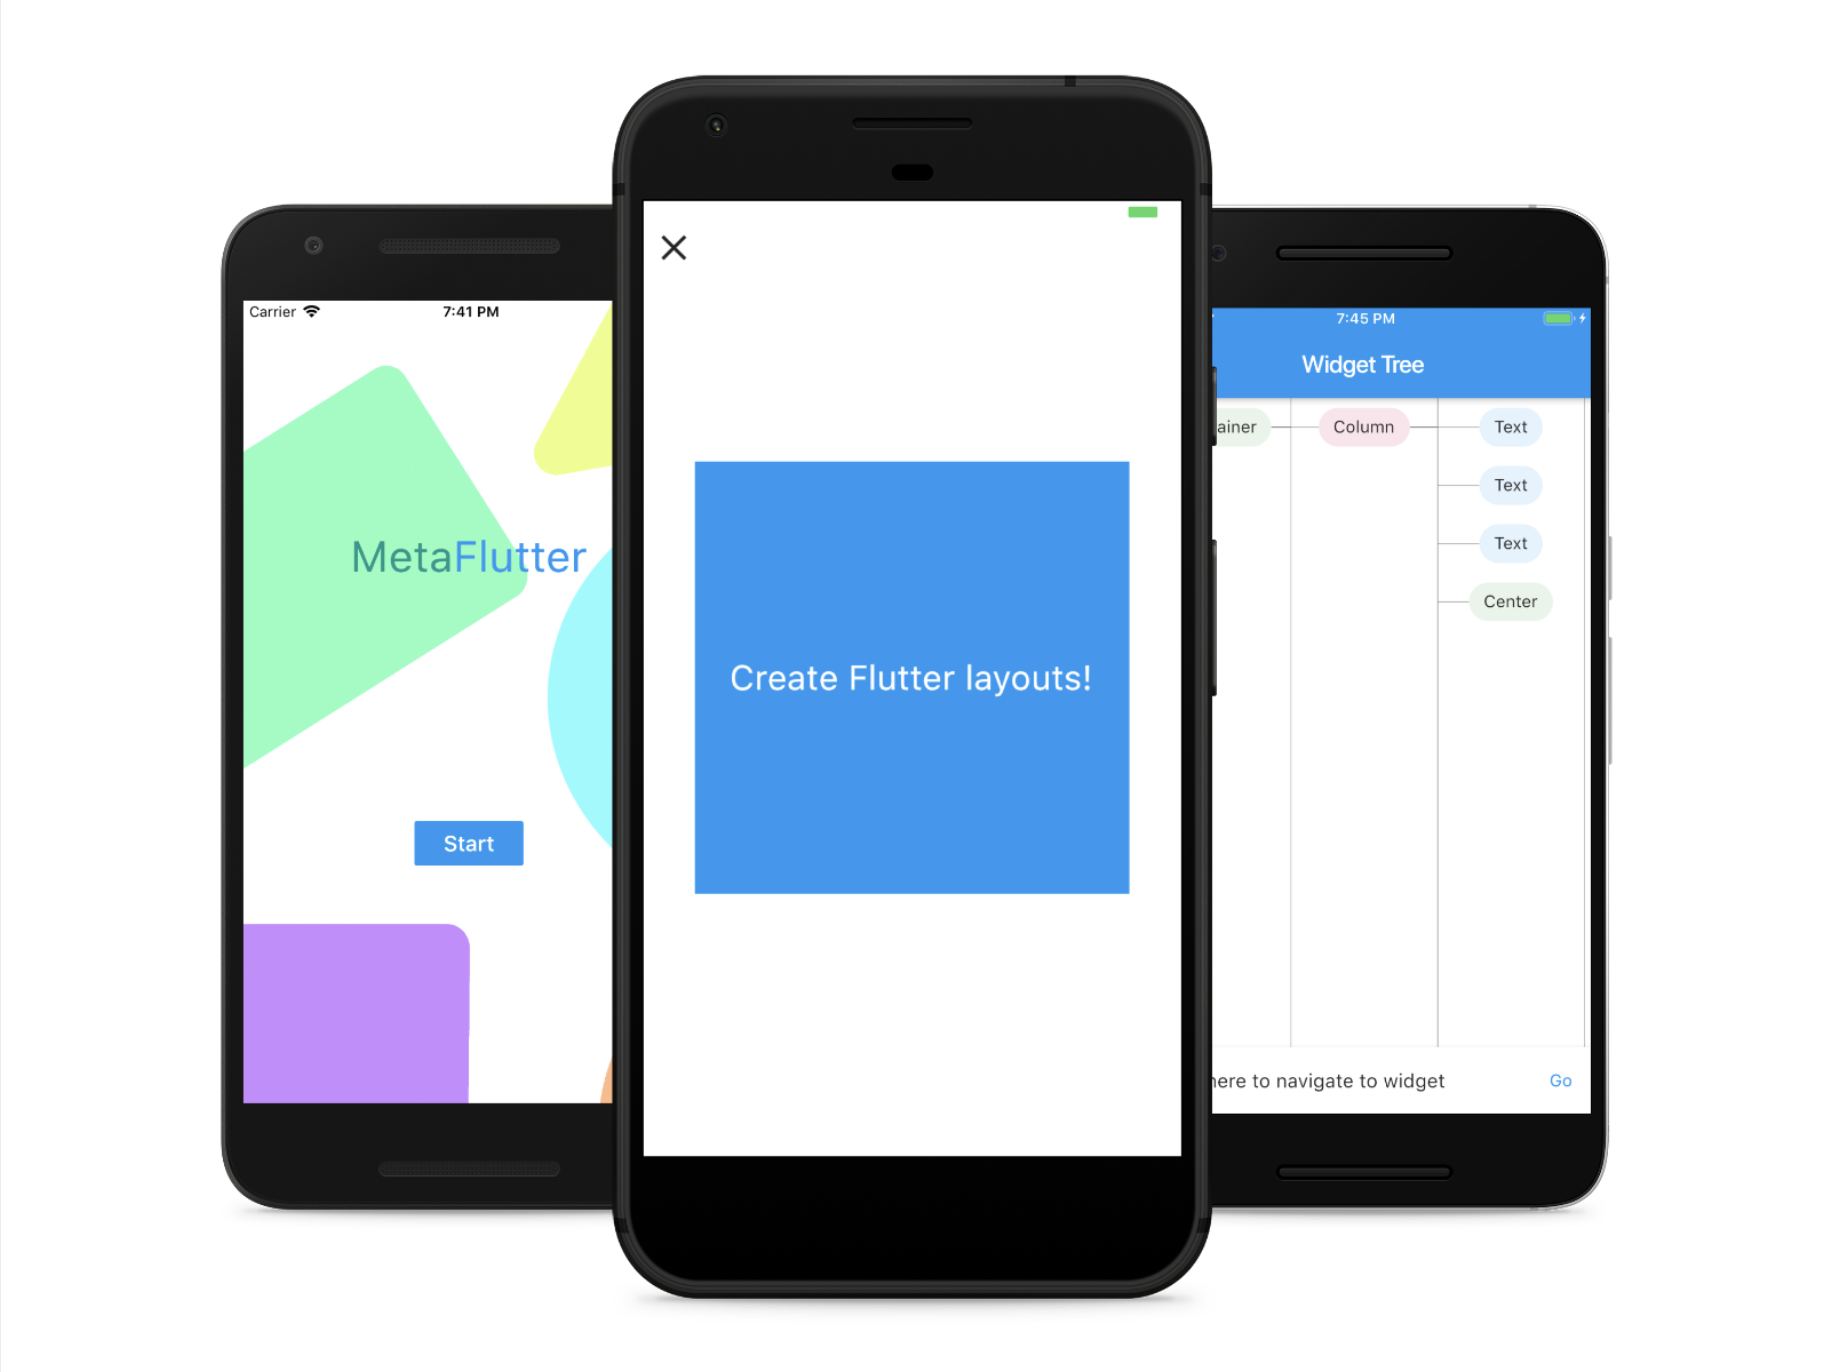 Carrier
7:41 PM
MetaFlutter
Start
Create Flutter layouts!
7:45 PM
Widget Tree
ainer
Column
Text
Text
Text
Center
here to navigate to widget
Go